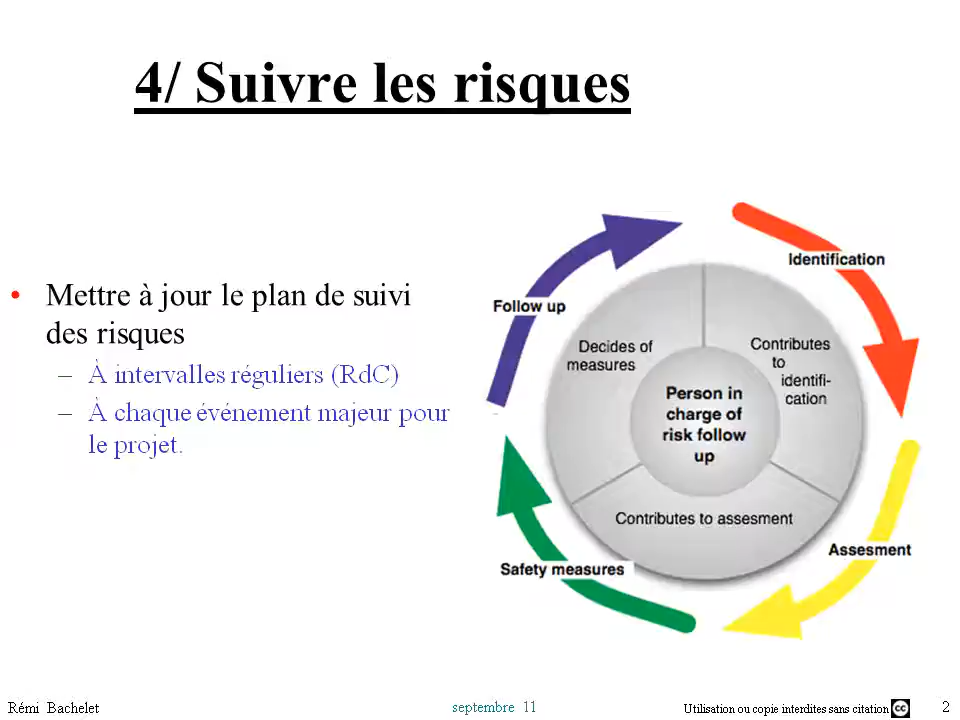 4/ Suivre les risques
• Mettre à jour le plan de suivi
des risques
– À intervalles réguliers (RdC)
– À chaque événement majeur pour
le projet.
Identification
Follow up
Decides of
measures
Contributes
to
identifi-
cation
Person in
charge of
risk follow
up
Contributes to assesment
Assesment
Safety measures
Rémi Bachelet
septembre 11
Utilisation ou copie interdites sans citation
cc
2